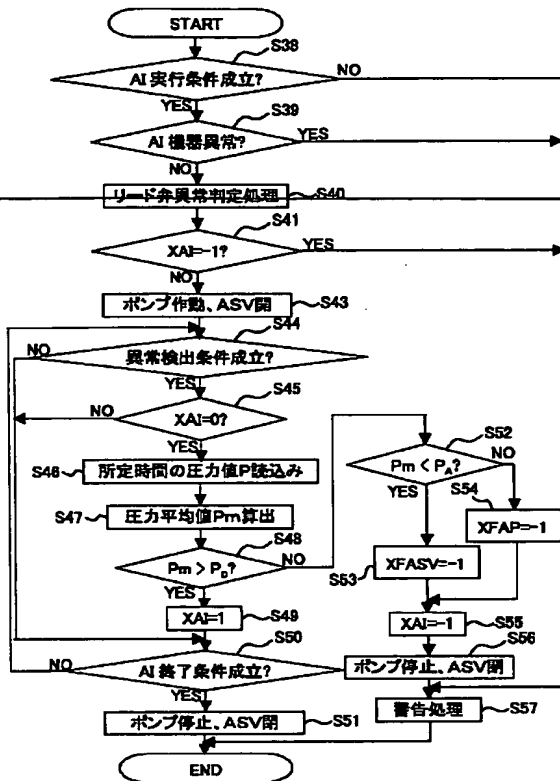 START
S38
AI 実行条件成立?
NO
YES
S39
AI 機器異常?
YES
NO
リード弁異常判定処理
S40
S41
XAI=-1?
YES
NO
ポンプ作動、ASV開
S43
S44
NO
異常検出条件成立?
YES
S45
NO
XAI=0?
YES
S46
所定時間の圧力値P読込み
S47
圧力平均値Pm算出
S48
Pm > PD?
NO
YES
XAI=1
S49
S50
NO
AI 終了条件成立?
YES
ポンプ停止、ASV閉
S51
END
S52
Pm < PA?
NO
YES
S54
XFAP=-1
XFASV=-1
S53
XAI=-1
S55
S56
ポンプ停止、ASV閉
警告処理
S57